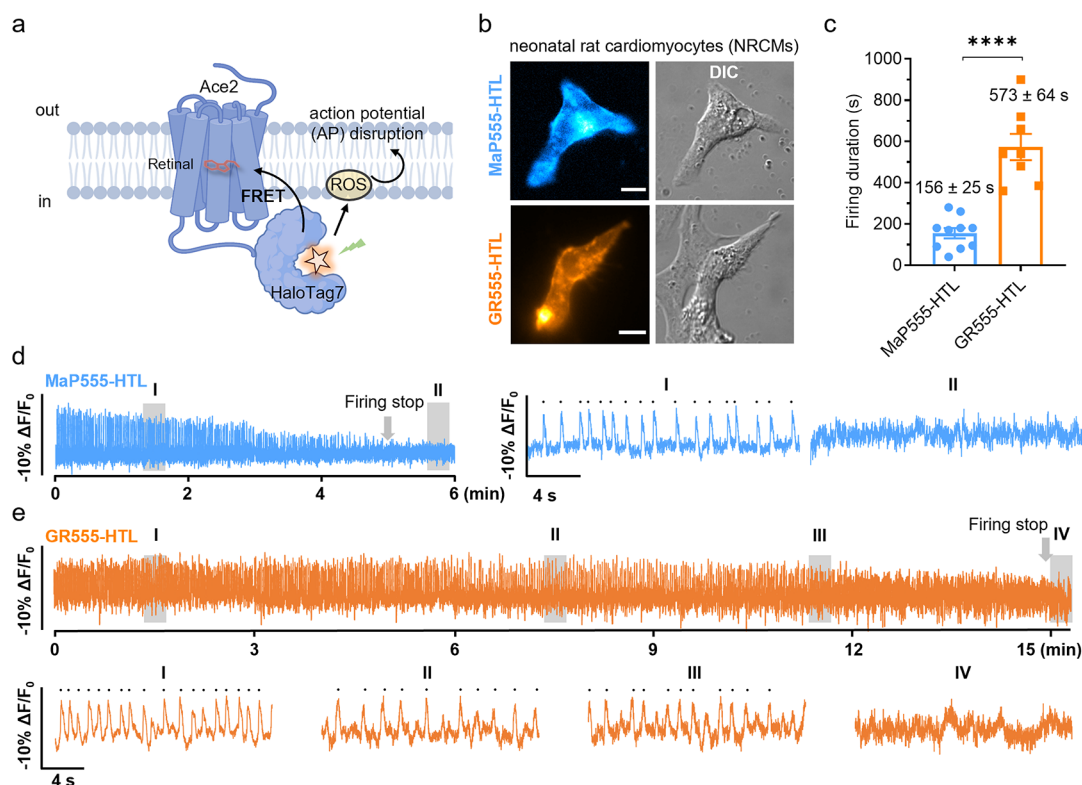 a
Ace2
out
action potential
(AP) disruption
Retinal
ROS
in
FRET
HaloTag7
b
neonatal rat cardiomyocytes (NRCMs)
DIC
MaP555-HTL
GR555-HTL
c
****
1000
800
600
400
200
0
Firing duration (s)
573 ± 64 s
156 ± 25 s
MaP555-HTL
GR555-HTL
d
MaP555-HTL
I
II
Firing stop
-10% ΔF/F0
0
2
4
6 (min)
I
II
-10% ΔF/F0
4 s
e
GR555-HTL
I
II
III
Firing stop
IV
-10% ΔF/F0
0
3
6
9
12
15 (min)
I
II
III
IV
-10% ΔF/F0
4 s